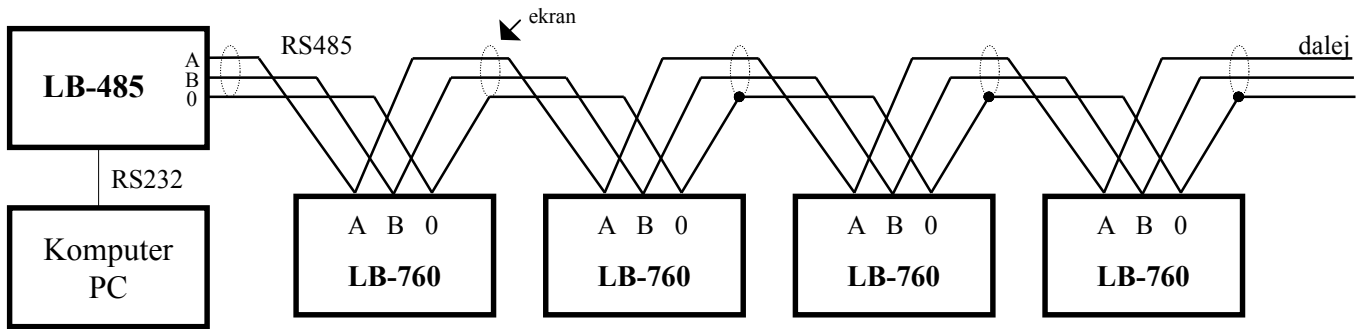 ekran
RS485
dalej
LB-485
A
B
0
RS232
Komputer
PC
A B 0
LB-760
A B 0
LB-760
A B 0
LB-760
A B 0
LB-760